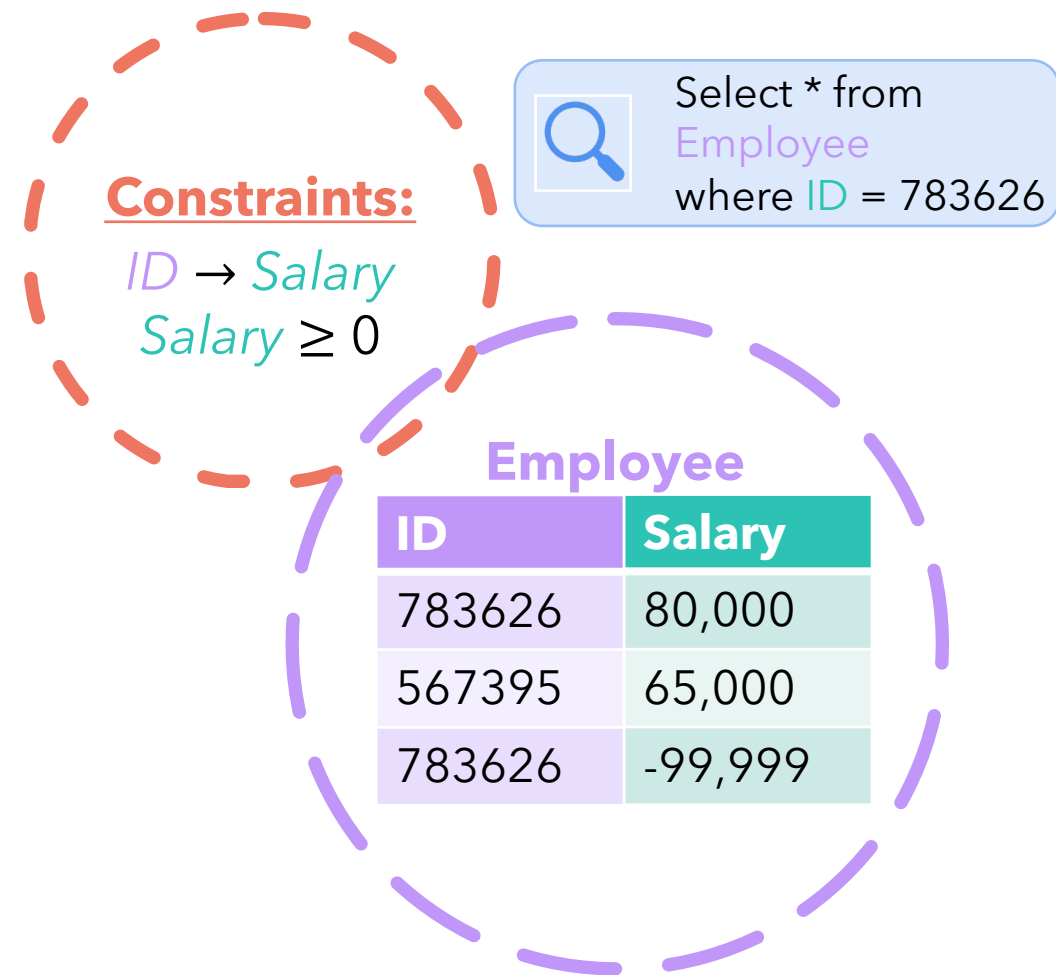 Select * from
Employee
where ID = 783626
Constraints:
ID → Salary
Salary ≥ 0
Employee
ID Salary
783626 80,000
567395 65,000
783626 -99,999